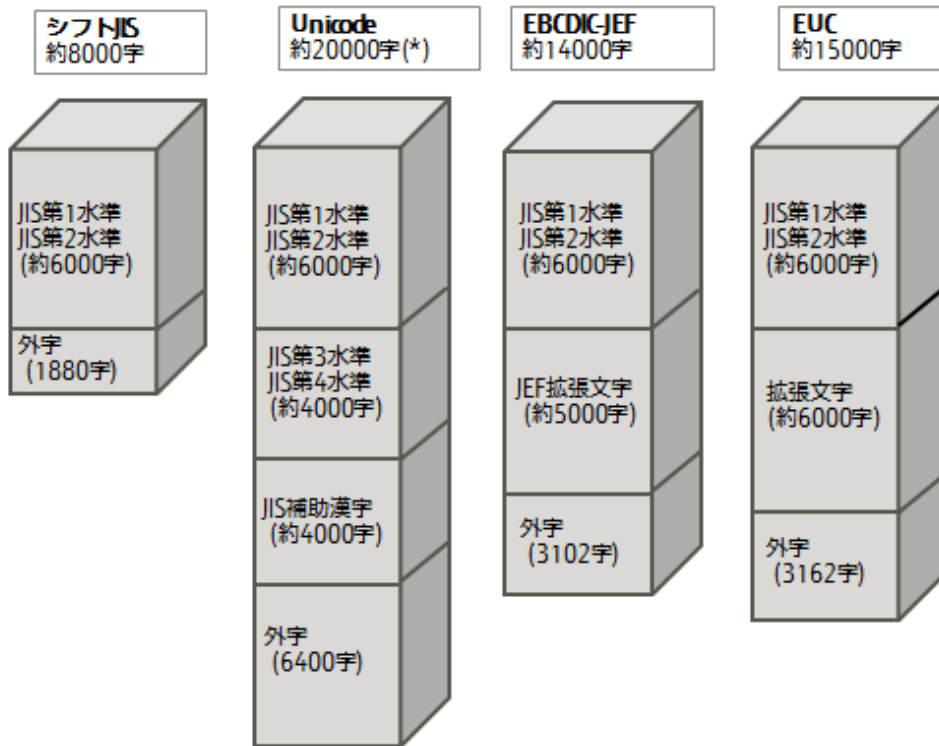 シフトJIS
約8000字
Unicode
約20000字(*)
EBCDIC-JEF
約14000字
EUC
約15000字
JIS第1水準
JIS第2水準
(約6000字)
外字
(1880字)
JIS第1水準
JIS第2水準
(約6000字)
JIS第3水準
JIS第4水準
(約4000字)
JIS補助漢字
(約4000字)
外字
(6400字)
JIS第1水準
JIS第2水準
(約6000字)
JEF拡張文字
(約5000字)
外字
(3102字)
JIS第1水準
JIS第2水準
(約6000字)
拡張文字
(約6000字)
外字
(3162字)